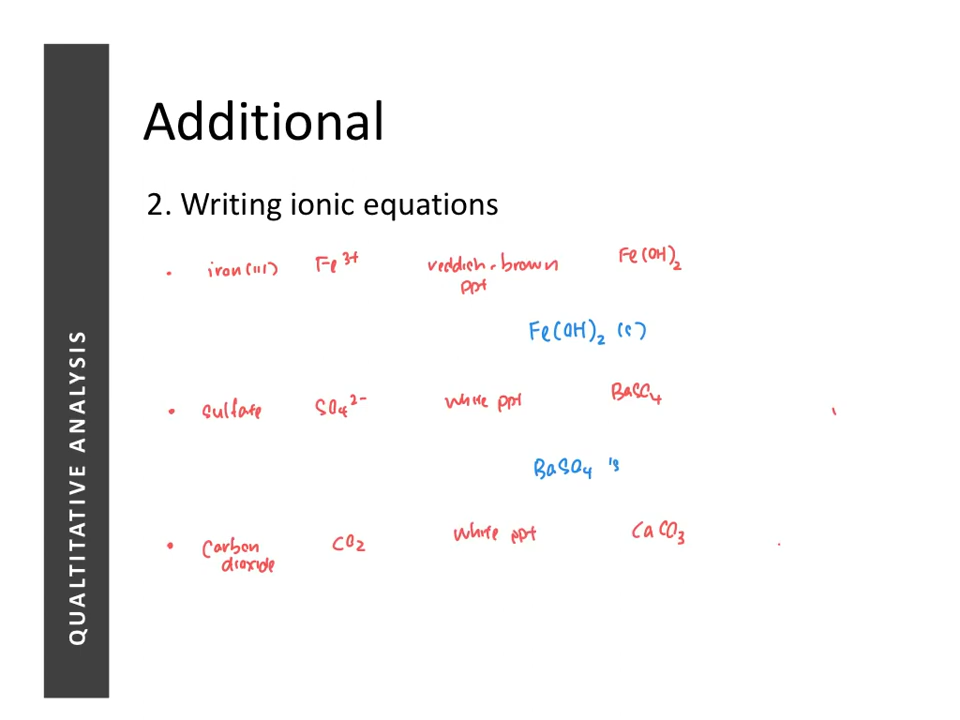 Additional
2. Writing ionic equations
QUALTITATIVE ANALYSIS
• iron(III) Fe³⁺ reddish-brown ppt Fe(OH)₂
Fe(OH)₂ (s)
• sulfate SO₄²⁻ white ppt BaSO₄
BaSO₄
• carbon dioxide CO₂ white ppt CaCO₃